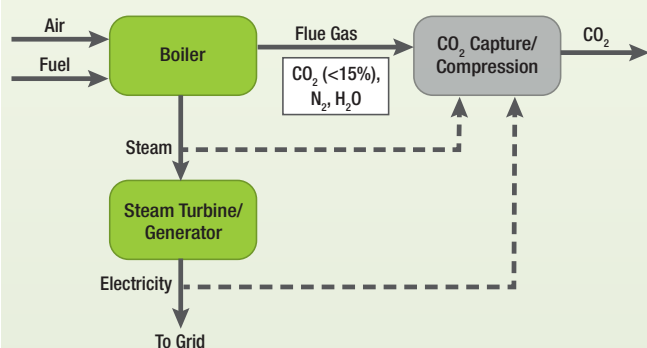 Air
Fuel
Boiler
Flue Gas
CO₂ (<15%),
N₂, H₂O
CO₂ Capture/
Compression
CO₂
Steam
Steam Turbine/
Generator
Electricity
To Grid